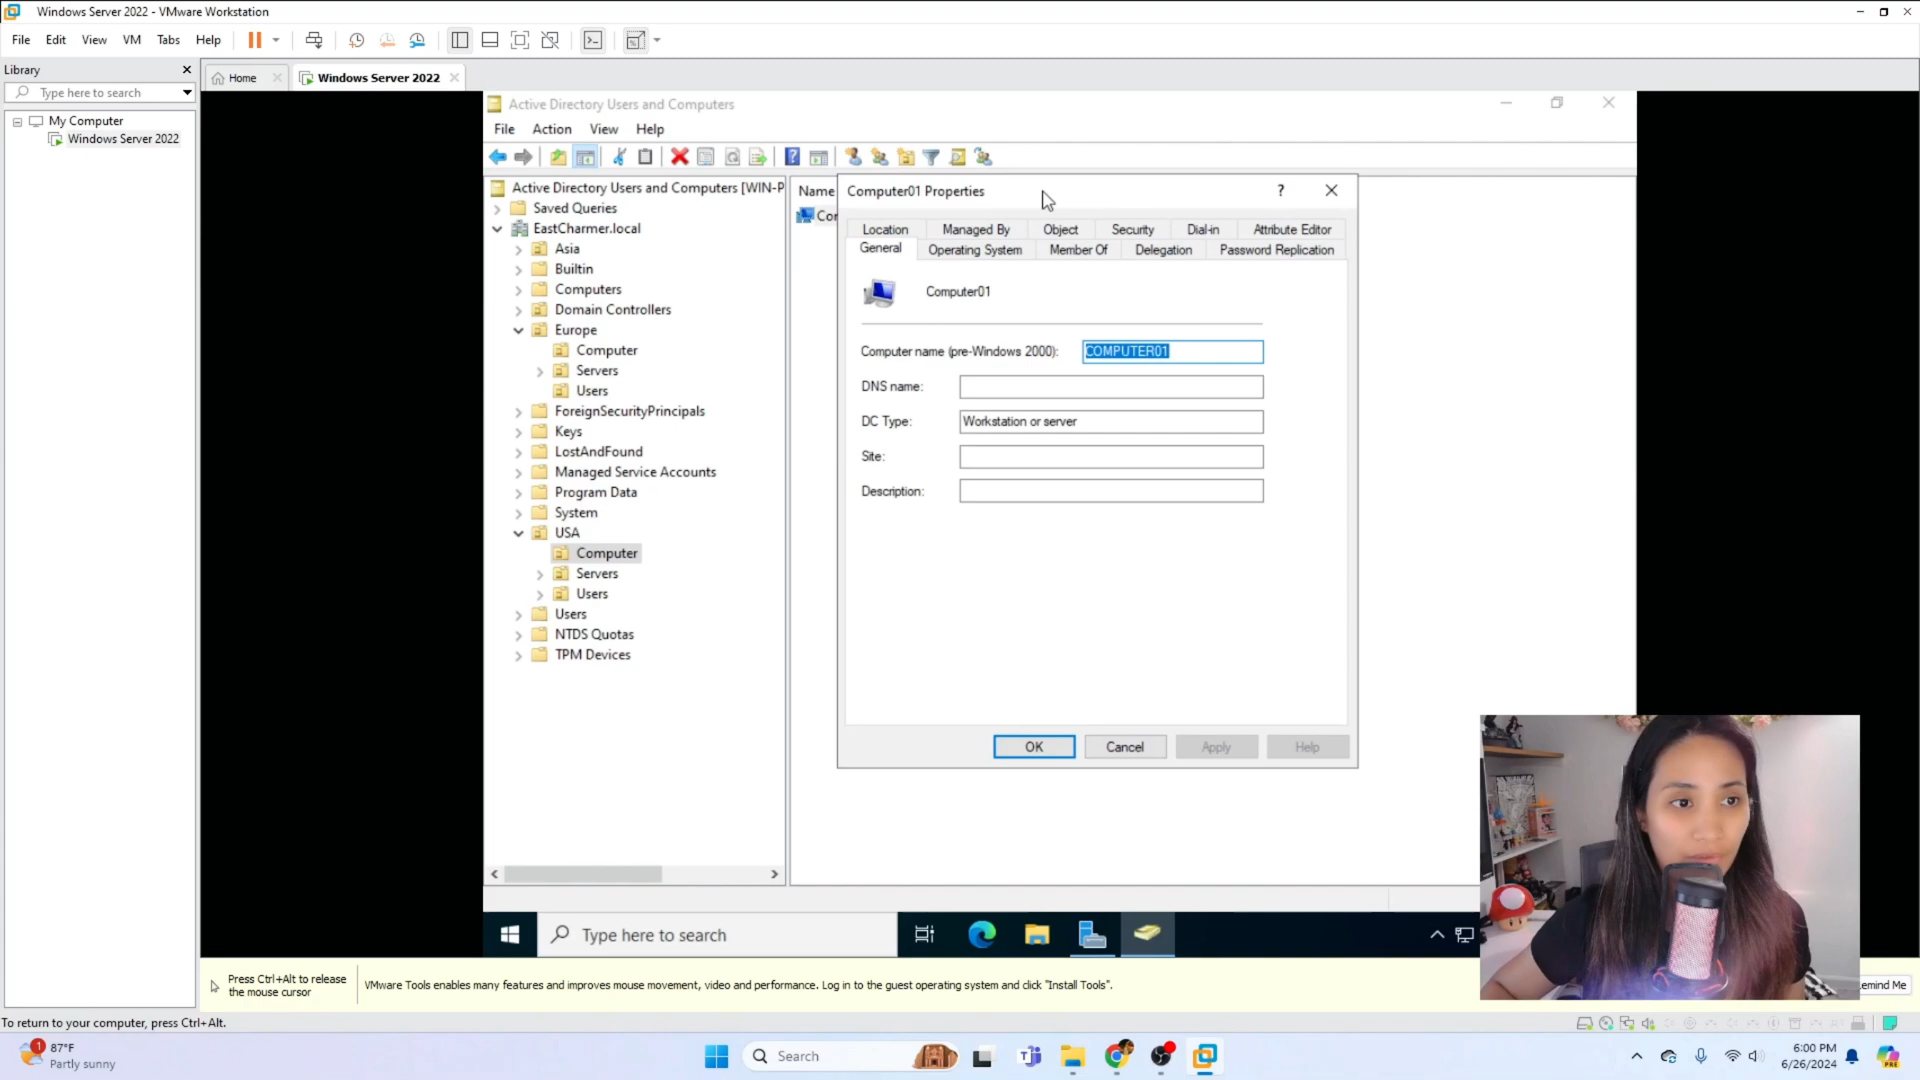 Windows Server 2022 - VMware Workstation
File Edit View VM Tabs Help
Library
Type here to search
My Computer
Windows Server 2022
Home
Windows Server 2022
Active Directory Users and Computers
File Action View Help
Active Directory Users and Computers [WIN-P
Saved Queries
EastCharmer.local
Asia
Builtin
Computers
Domain Controllers
Europe
Computer
Servers
Users
ForeignSecurityPrincipals
Keys
LostAndFound
Managed Service Accounts
Program Data
System
USA
Computer
Servers
Users
Users
NTDS Quotas
TPM Devices
Name
Cor
Computer01 Properties
Location Managed By Object Security Dial-in Attribute Editor
General Operating System Member Of Delegation Password Replication
Computer01
Computer name (pre-Windows 2000): COMPUTER01
DNS name:
DC Type: Workstation or server
Site:
Description:
OK Cancel Apply Help
Type here to search
Press Ctrl+Alt to release
the mouse cursor
VMware Tools enables many features and improves mouse movement, video and performance. Log in to the guest operating system and click "Install Tools".
emind Me
To return to your computer, press Ctrl+Alt.
1
87°F
Partly sunny
Search
6:00 PM
6/26/2024
PRE